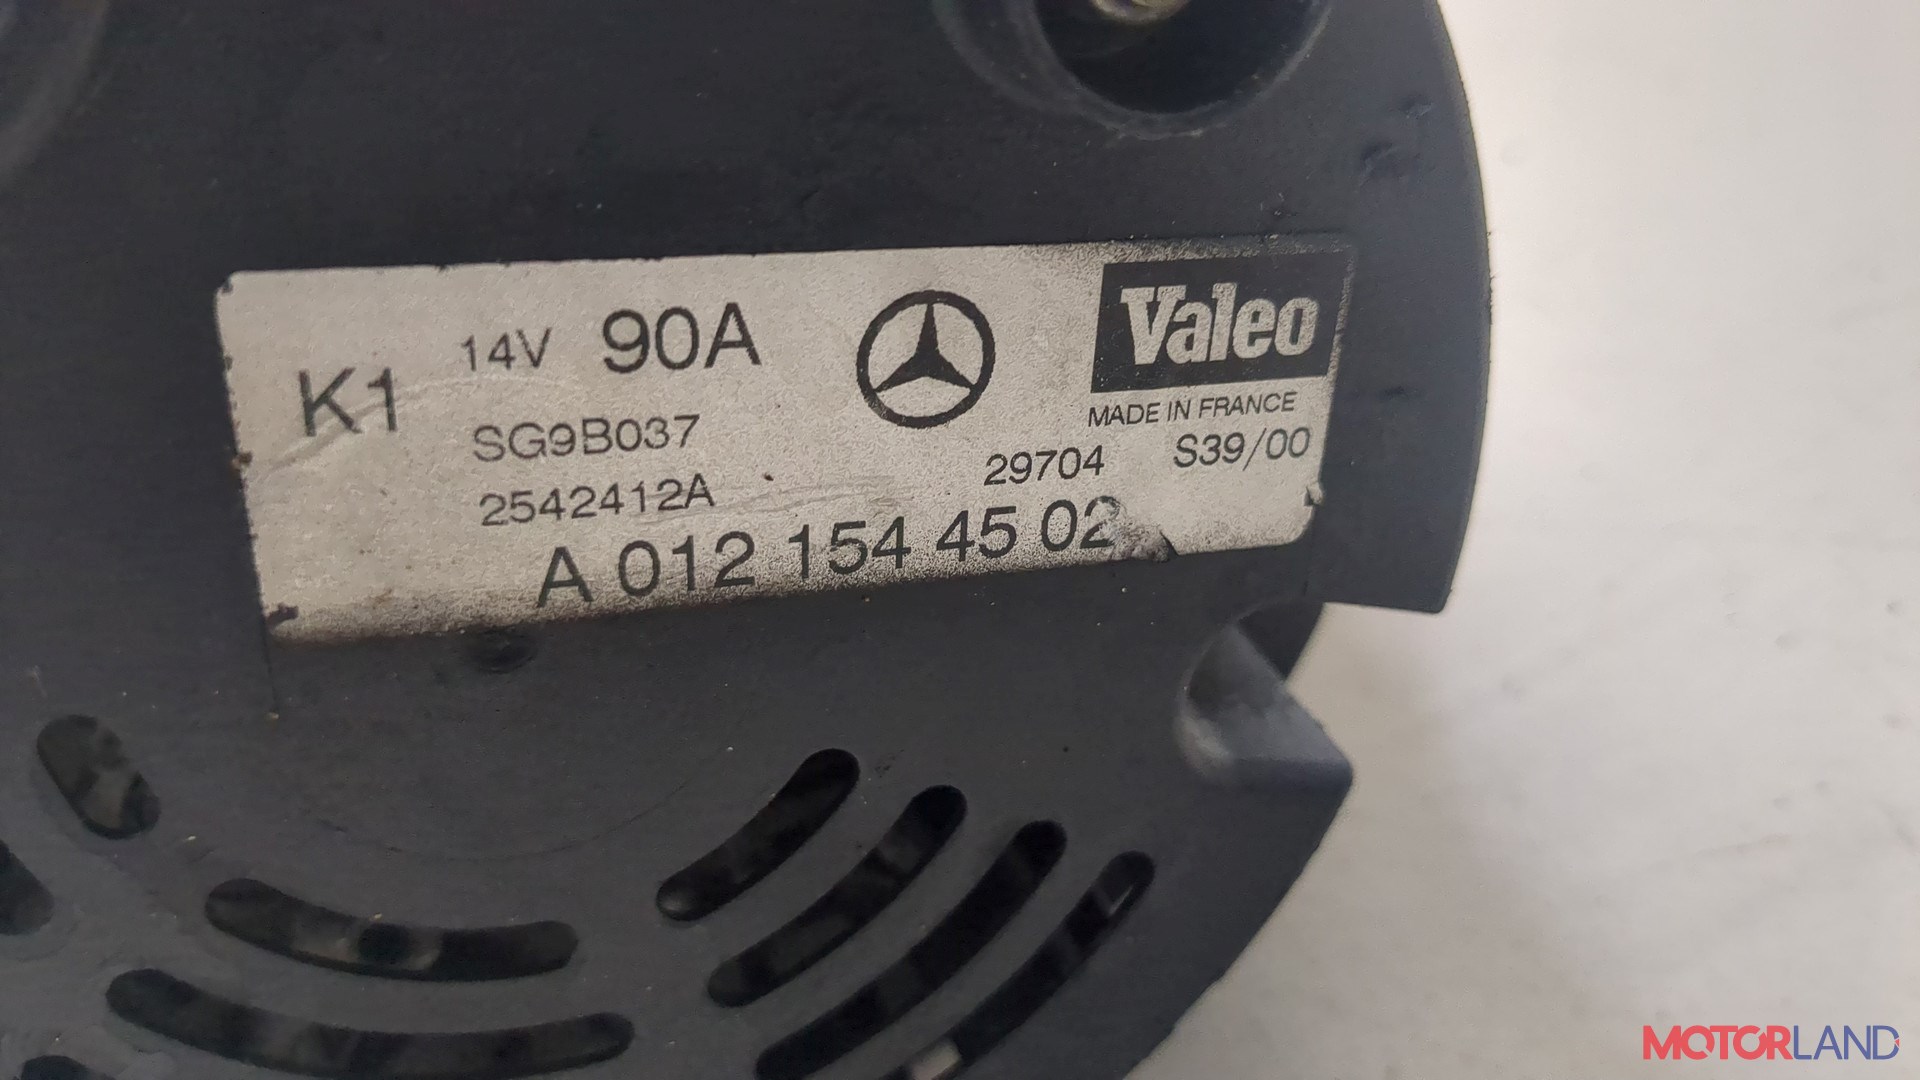 K1 14V 90A
Valeo
MADE IN FRANCE
SG9B037
29704 S39/00
2542412A
A 012 154 45 02
MOTORLAND